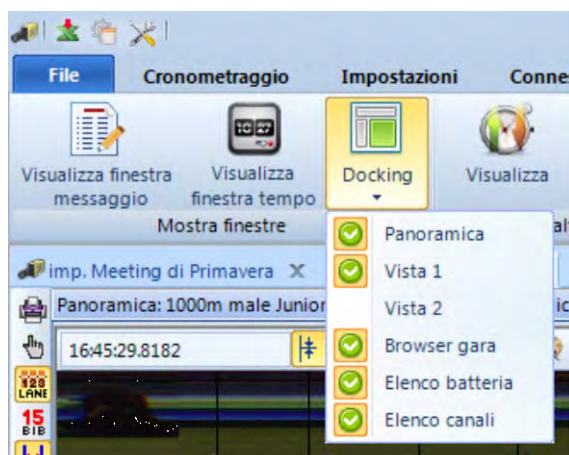 File Cronometraggio Impostazioni Conne
Visualizza finestra messaggio
Visualizza finestra tempo
Docking
Visualizza
Mostra finestre
Panoramica
Vista 1
Vista 2
Browser gara
Elenco batteria
Elenco canali
imp. Meeting di Primavera X
Panoramica: 1000m male Junior
16:45:29.8182
123
LANE
15
BIB